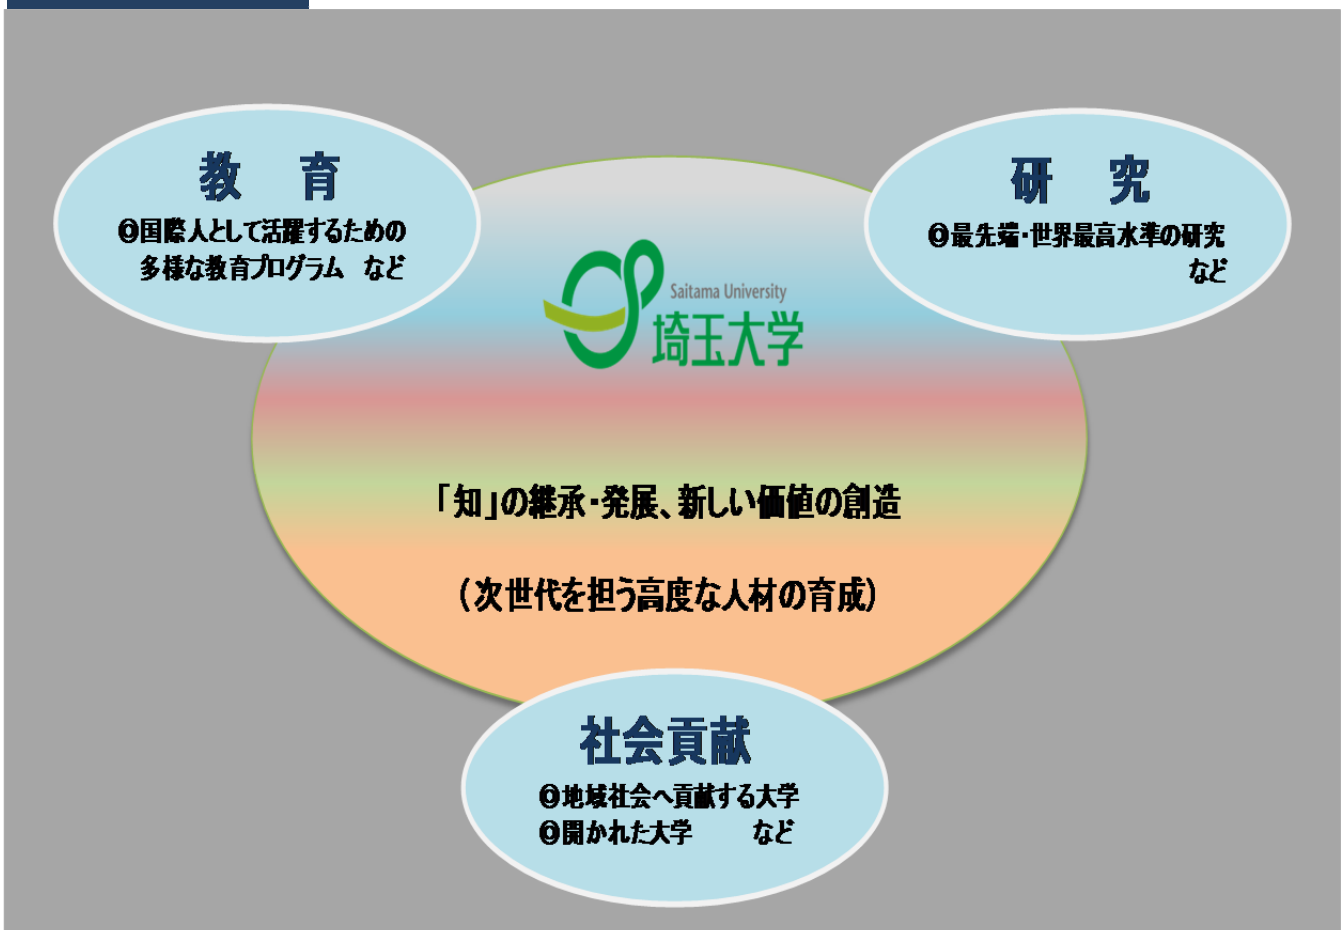 教　育
❶国際人として活躍するための
多様な教育プログラム　など
研　究
❶最先端・世界最高水準の研究
など
Saitama University
埼玉大学
「知」の継承・発展、新しい価値の創造
（次世代を担う高度な人材の育成）
社会貢献
❶地域社会へ貢献する大学
❷開かれた大学　　など